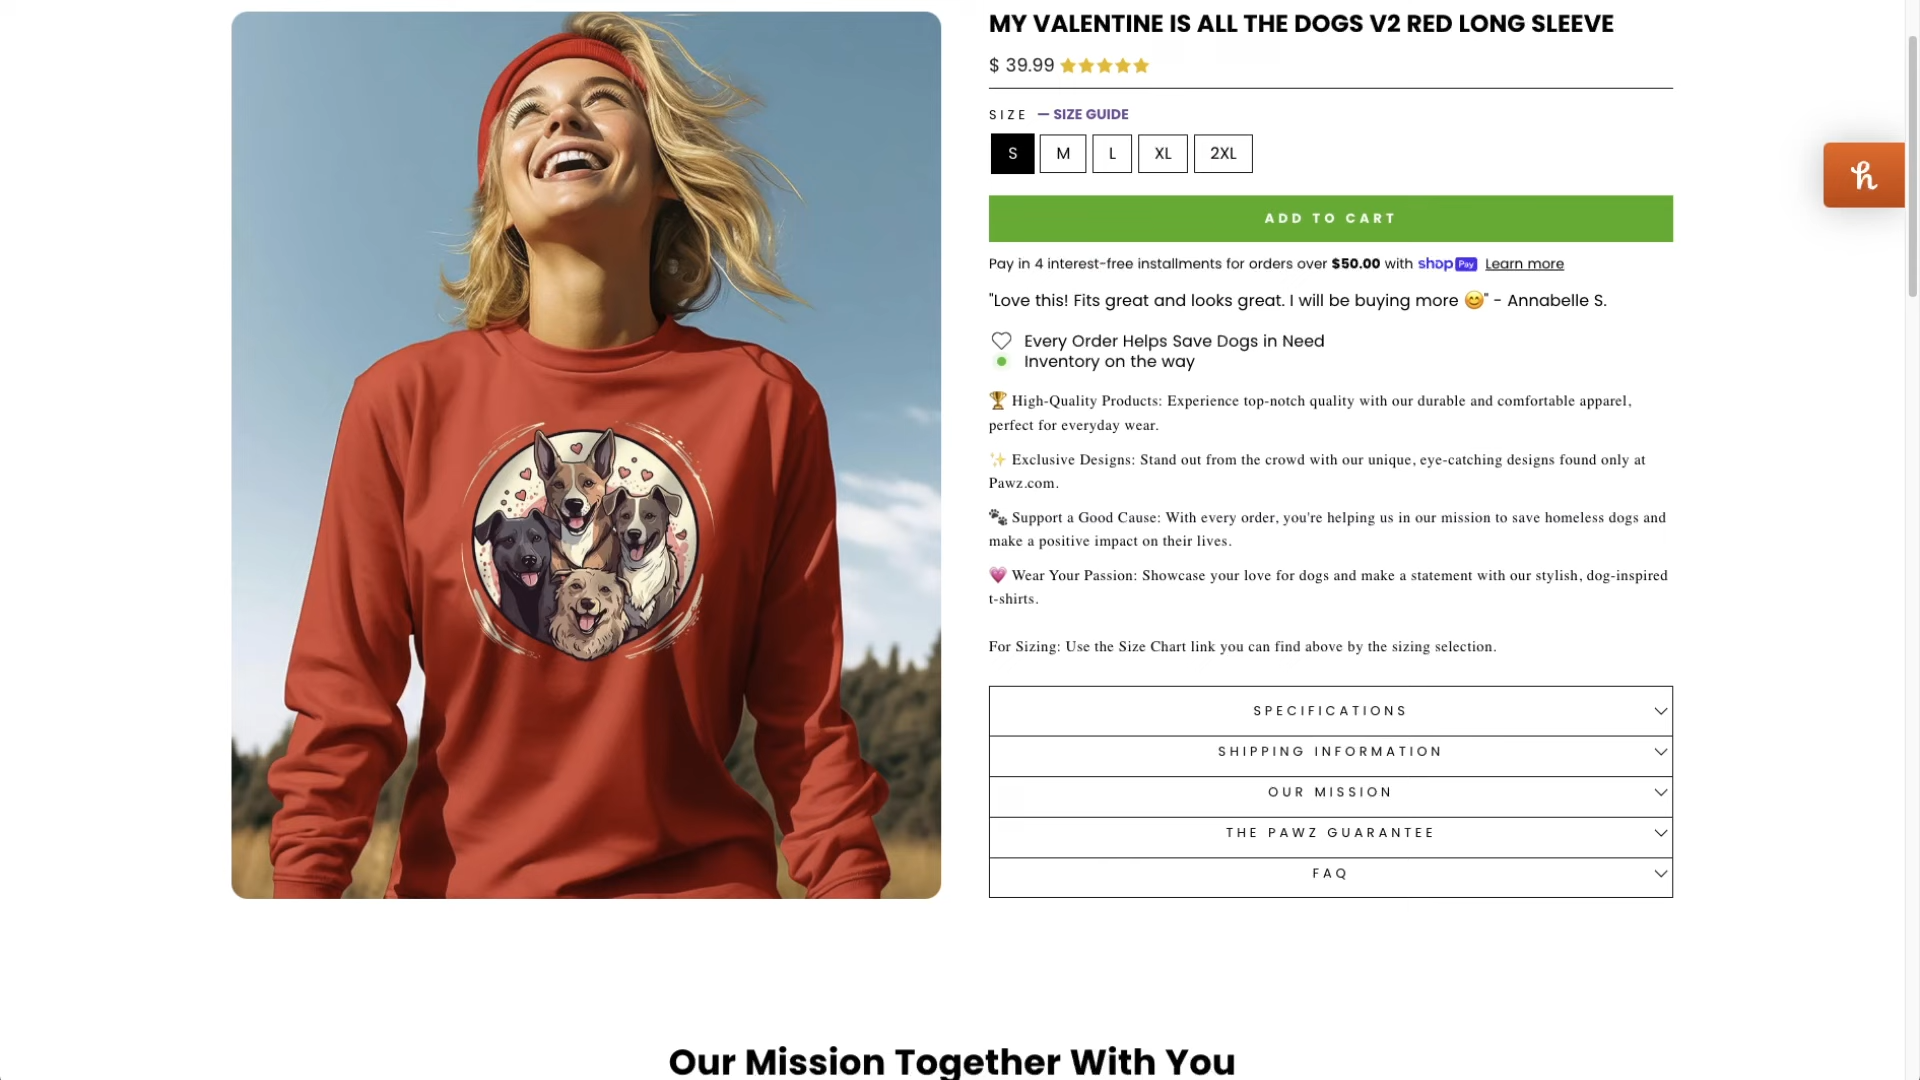 MY VALENTINE IS ALL THE DOGS V2 RED LONG SLEEVE
$ 39.99
SIZE — SIZE GUIDE
S M L XL 2XL
ADD TO CART
Pay in 4 interest-free installments for orders over $50.00 with shop Pay Learn more
"Love this! Fits great and looks great. I will be buying more 😊" - Annabelle S.
Every Order Helps Save Dogs in Need
Inventory on the way
🏆 High-Quality Products: Experience top-notch quality with our durable and comfortable apparel,
perfect for everyday wear.
✨ Exclusive Designs: Stand out from the crowd with our unique, eye-catching designs found only at
Pawz.com.
🐾 Support a Good Cause: With every order, you're helping us in our mission to save homeless dogs and
make a positive impact on their lives.
💗 Wear Your Passion: Showcase your love for dogs and make a statement with our stylish, dog-inspired
t-shirts.
For Sizing: Use the Size Chart link you can find above by the sizing selection.
SPECIFICATIONS
SHIPPING INFORMATION
OUR MISSION
THE PAWZ GUARANTEE
FAQ
h
Our Mission Together With You